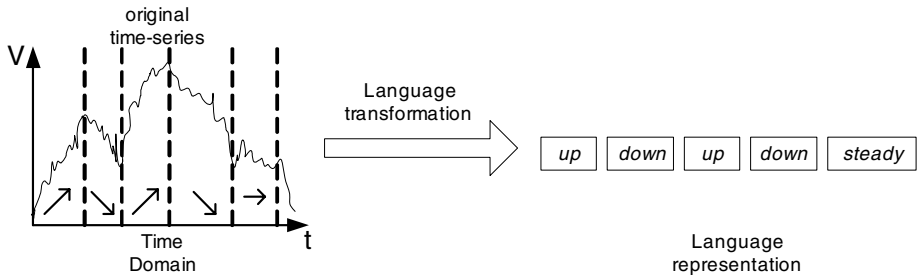 original
time-series
V
t
Time
Domain
Language
transformation
up down up down steady
Language
representation